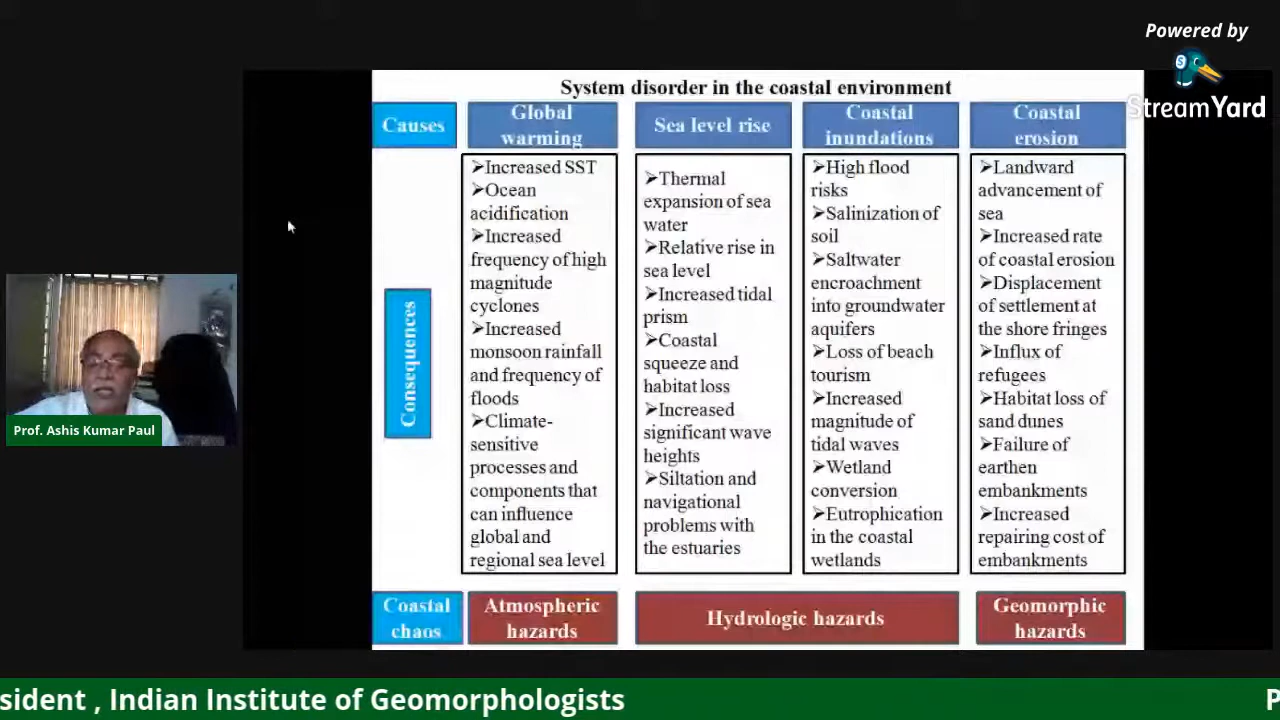 Powered by
StreamYard
System disorder in the coastal environment
Causes
Global
warming
Sea level rise
Coastal
inundations
Coastal
erosion
Consequences
➢Increased SST
➢Ocean
acidification
➢Increased
frequency of high
magnitude
cyclones
➢Increased
monsoon rainfall
and frequency of
floods
➢Climate-
sensitive
processes and
components that
can influence
global and
regional sea level
➢Thermal
expansion of sea
water
➢Relative rise in
sea level
➢Increased tidal
prism
➢Coastal
squeeze and
habitat loss
➢Increased
significant wave
heights
➢Siltation and
navigational
problems with
the estuaries
➢High flood
risks
➢Salinization of
soil
➢Saltwater
encroachment
into groundwater
aquifers
➢Loss of beach
tourism
➢Increased
magnitude of
tidal waves
➢Wetland
conversion
➢Eutrophication
in the coastal
wetlands
➢Landward
advancement of
sea
➢Increased rate
of coastal erosion
➢Displacement
of settlement at
the shore fringes
➢Influx of
refugees
➢Habitat loss of
sand dunes
➢Failure of
earthen
embankments
➢Increased
repairing cost of
embankments
Coastal
chaos
Atmospheric
hazards
Hydrologic hazards
Geomorphic
hazards
Prof. Ashis Kumar Paul
sident , Indian Institute of Geomorphologists
P